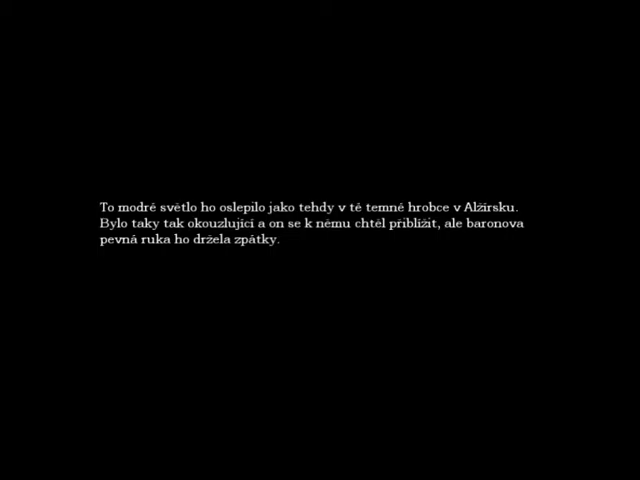 To modré světlo ho oslepilo jako tehdy v té temné hrobce v Alžírsku.
Bylo taky tak okouzlující a on se k němu chtěl přiblížit, ale baronova
pevná ruka ho držela zpátky.